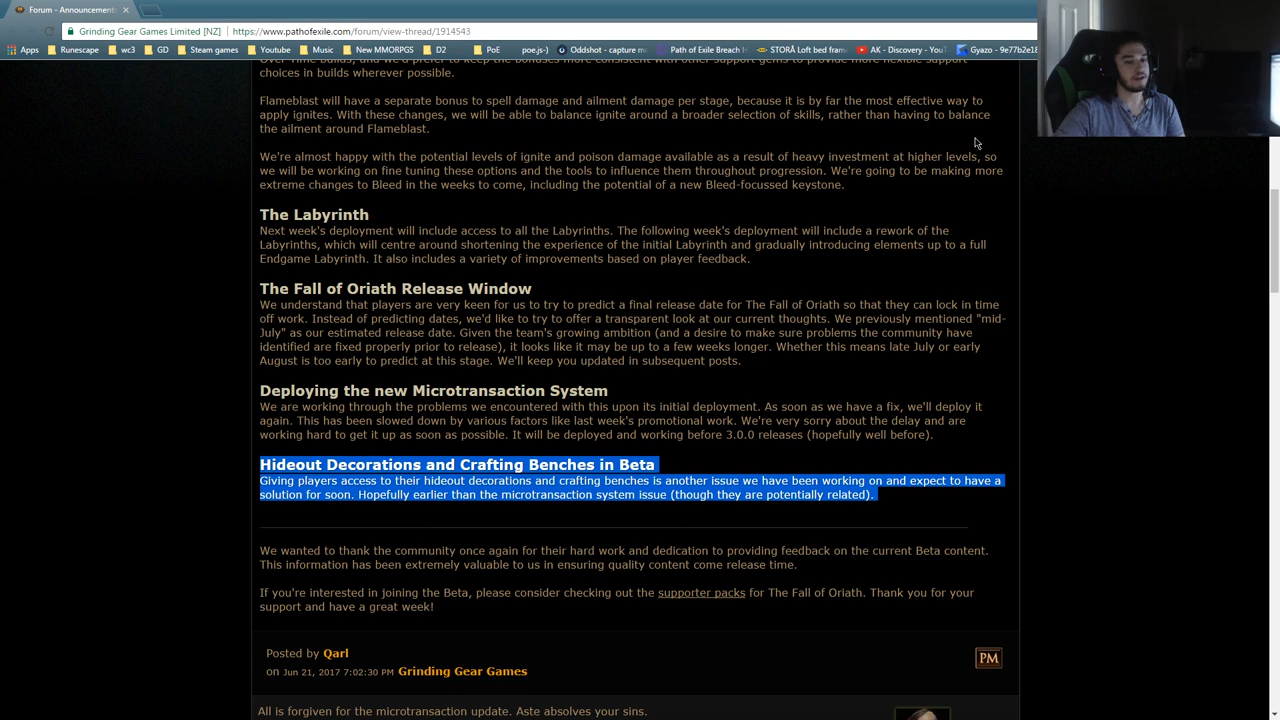 Forum - Announcement
Grinding Gear Games Limited [NZ] https://www.pathofexile.com/forum/view-thread/1914543
Apps Runescape wc3 GD Steam games Youtube Music New MMORPGS D2 PoE poe.js-) Oddshot - capture m Path of Exile Breach H STORÅ Loft bed fram AK - Discovery - You Gyazo - 9e77b2e18
Over Time builds, and we'd prefer to keep the bonuses more consistent with other support gems to provide more flexible support
choices in builds wherever possible.
Flameblast will have a separate bonus to spell damage and ailment damage per stage, because it is by far the most effective way to
apply ignites. With these changes, we will be able to balance ignite around a broader selection of skills, rather than having to balance
the ailment around Flameblast.
We're almost happy with the potential levels of ignite and poison damage available as a result of heavy investment at higher levels, so
we will be working on fine tuning these options and the tools to influence them throughout progression. We're going to be making more
extreme changes to Bleed in the weeks to come, including the potential of a new Bleed-focussed keystone.
The Labyrinth
Next week's deployment will include access to all the Labyrinths. The following week's deployment will include a rework of the
Labyrinths, which will centre around shortening the experience of the initial Labyrinth and gradually introducing elements up to a full
Endgame Labyrinth. It also includes a variety of improvements based on player feedback.
The Fall of Oriath Release Window
We understand that players are very keen for us to try to predict a final release date for The Fall of Oriath so that they can lock in time
off work. Instead of predicting dates, we'd like to try to offer a transparent look at our current thoughts. We previously mentioned "mid-
July" as our estimated release date. Given the team's growing ambition (and a desire to make sure problems the community have
identified are fixed properly prior to release), it looks like it may be up to a few weeks longer. Whether this means late July or early
August is too early to predict at this stage. We'll keep you updated in subsequent posts.
Deploying the new Microtransaction System
We are working through the problems we encountered with this upon its initial deployment. As soon as we have a fix, we'll deploy it
again. This has been slowed down by various factors like last week's promotional work. We're very sorry about the delay and are
working hard to get it up as soon as possible. It will be deployed and working before 3.0.0 releases (hopefully well before).
Hideout Decorations and Crafting Benches in Beta
Giving players access to their hideout decorations and crafting benches is another issue we have been working on and expect to have a
solution for soon. Hopefully earlier than the microtransaction system issue (though they are potentially related).
We wanted to thank the community once again for their hard work and dedication to providing feedback on the current Beta content.
This information has been extremely valuable to us in ensuring quality content come release time.
If you're interested in joining the Beta, please consider checking out the supporter packs for The Fall of Oriath. Thank you for your
support and have a great week!
Posted by Qarl
on Jun 21, 2017 7:02:30 PM Grinding Gear Games
PM
All is forgiven for the microtransaction update. Aste absolves your sins.